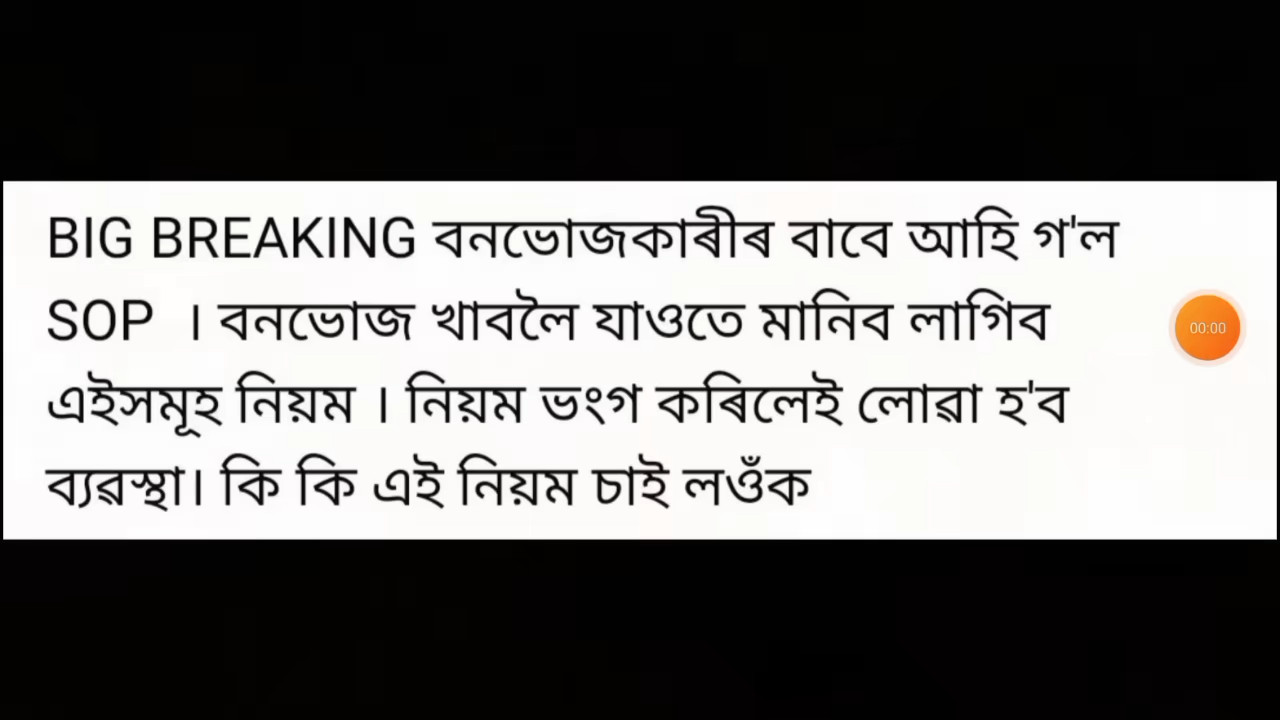 BIG BREAKING বনভোজকাৰীৰ বাবে আহি গ'ল
SOP । বনভোজ খাবলৈ যাওতে মানিব লাগিব
এইসমূহ নিয়ম । নিয়ম ভংগ কৰিলেই লোৱা হ'ব
ব্যৱস্থা। কি কি এই নিয়ম চাই লওঁক
00:00